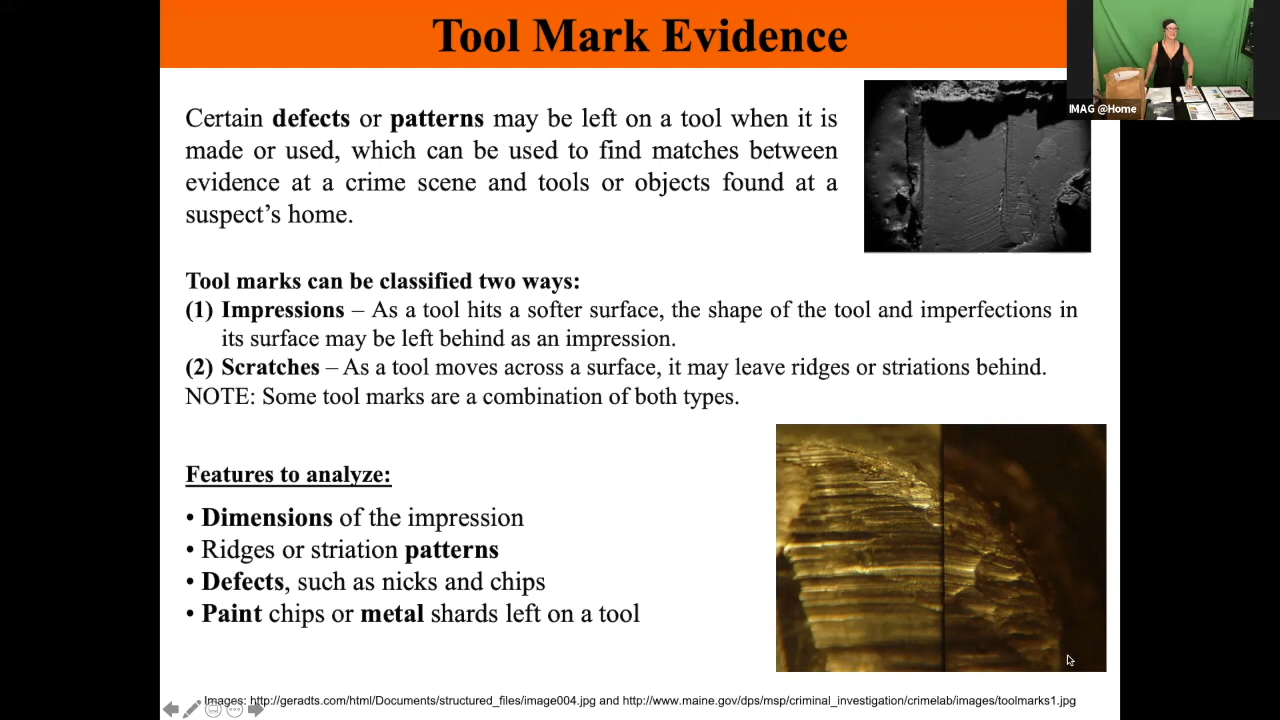 Tool Mark Evidence
IMAG @Home
Certain defects or patterns may be left on a tool when it is
made or used, which can be used to find matches between
evidence at a crime scene and tools or objects found at a
suspect's home.
Tool marks can be classified two ways:
(1) Impressions – As a tool hits a softer surface, the shape of the tool and imperfections in
its surface may be left behind as an impression.
(2) Scratches – As a tool moves across a surface, it may leave ridges or striations behind.
NOTE: Some tool marks are a combination of both types.
Features to analyze:
• Dimensions of the impression
• Ridges or striation patterns
• Defects, such as nicks and chips
• Paint chips or metal shards left on a tool
Images: http://geradts.com/html/Documents/structured_files/image004.jpg and http://www.maine.gov/dps/msp/criminal_investigation/crimelab/images/toolmarks1.jpg